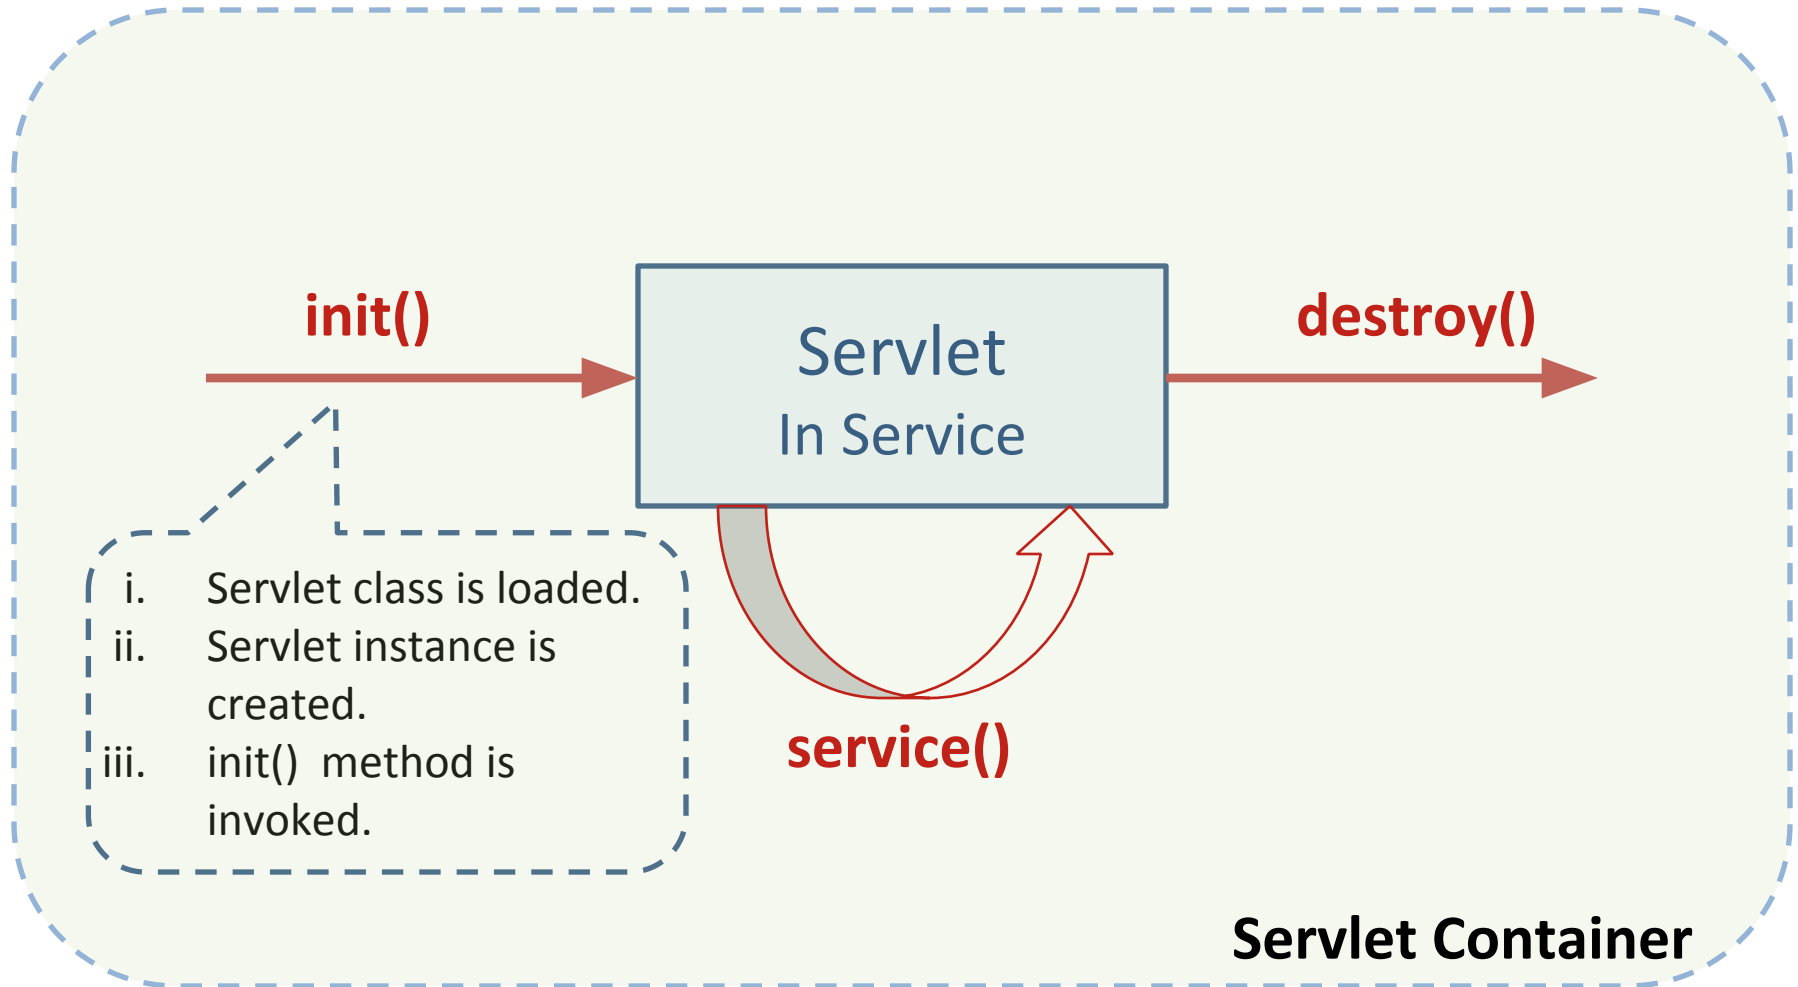 init()
Servlet
In Service
destroy()
i. Servlet class is loaded.
ii. Servlet instance is
created.
iii. init() method is
invoked.
service()
Servlet Container